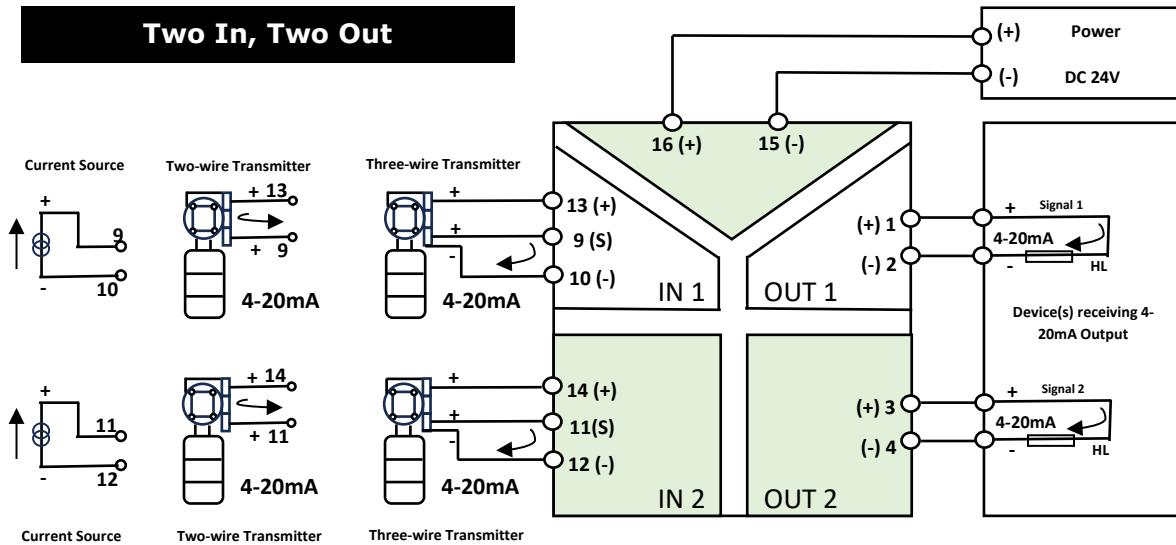 Two In, Two Out
(+) Power
(-) DC 24V
16 (+) 15 (-)
Current Source
Two-wire Transmitter
Three-wire Transmitter
+
9
-
10
+ 13
+ 9
4-20mA
+
+
-
4-20mA
13 (+)
9 (S)
10 (-)
IN 1
OUT 1
(+) 1
(-) 2
+ Signal 1
4-20mA
- HL
Device(s) receiving 4-
20mA Output
+
11
-
12
+ 14
+ 11
4-20mA
+
+
-
4-20mA
14 (+)
11(S)
12 (-)
IN 2
OUT 2
(+) 3
(-) 4
+ Signal 2
4-20mA
- HL
Current Source
Two-wire Transmitter
Three-wire Transmitter